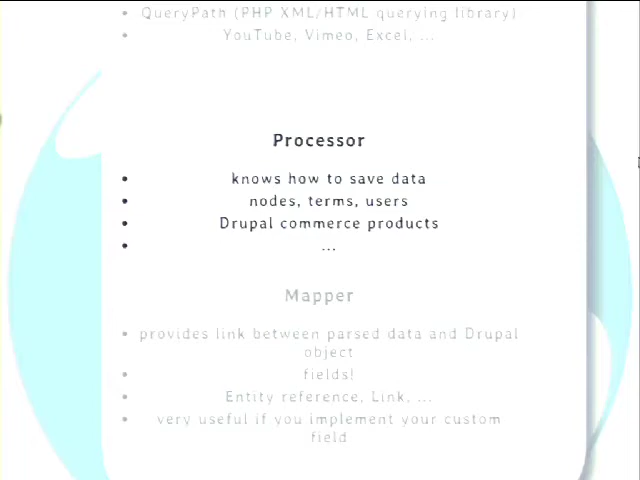 • QueryPath (PHP XML/HTML querying library)
• YouTube, Vimeo, Excel, ...
Processor
• knows how to save data
• nodes, terms, users
• Drupal commerce products
• ...
Mapper
• provides link between parsed data and Drupal
object
• fields!
• Entity reference, Link, ...
• very useful if you implement your custom
field